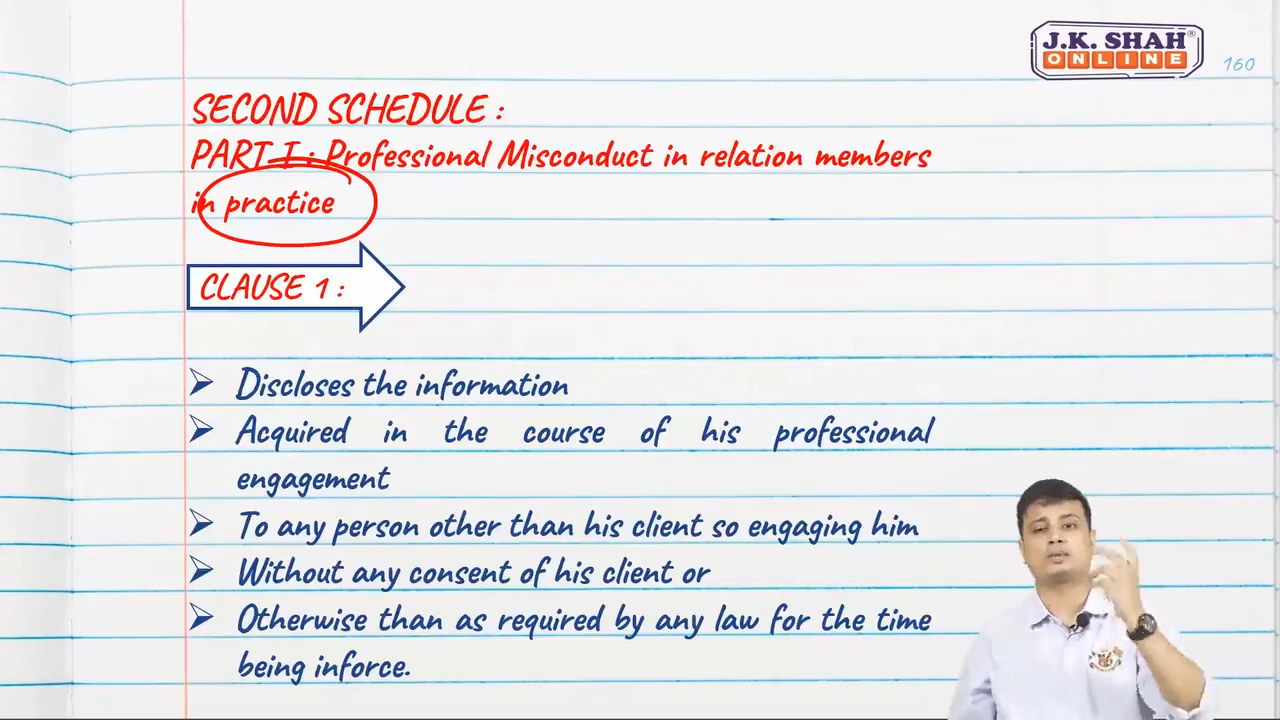 J.K. SHAH®
ONLINE
160
SECOND SCHEDULE :
PART I : Professional Misconduct in relation members
in practice
CLAUSE 1 :
➢ Discloses the information
➢ Acquired in the course of his professional
engagement
➢ To any person other than his client so engaging him
➢ Without any consent of his client or
➢ Otherwise than as required by any law for the time
being inforce.